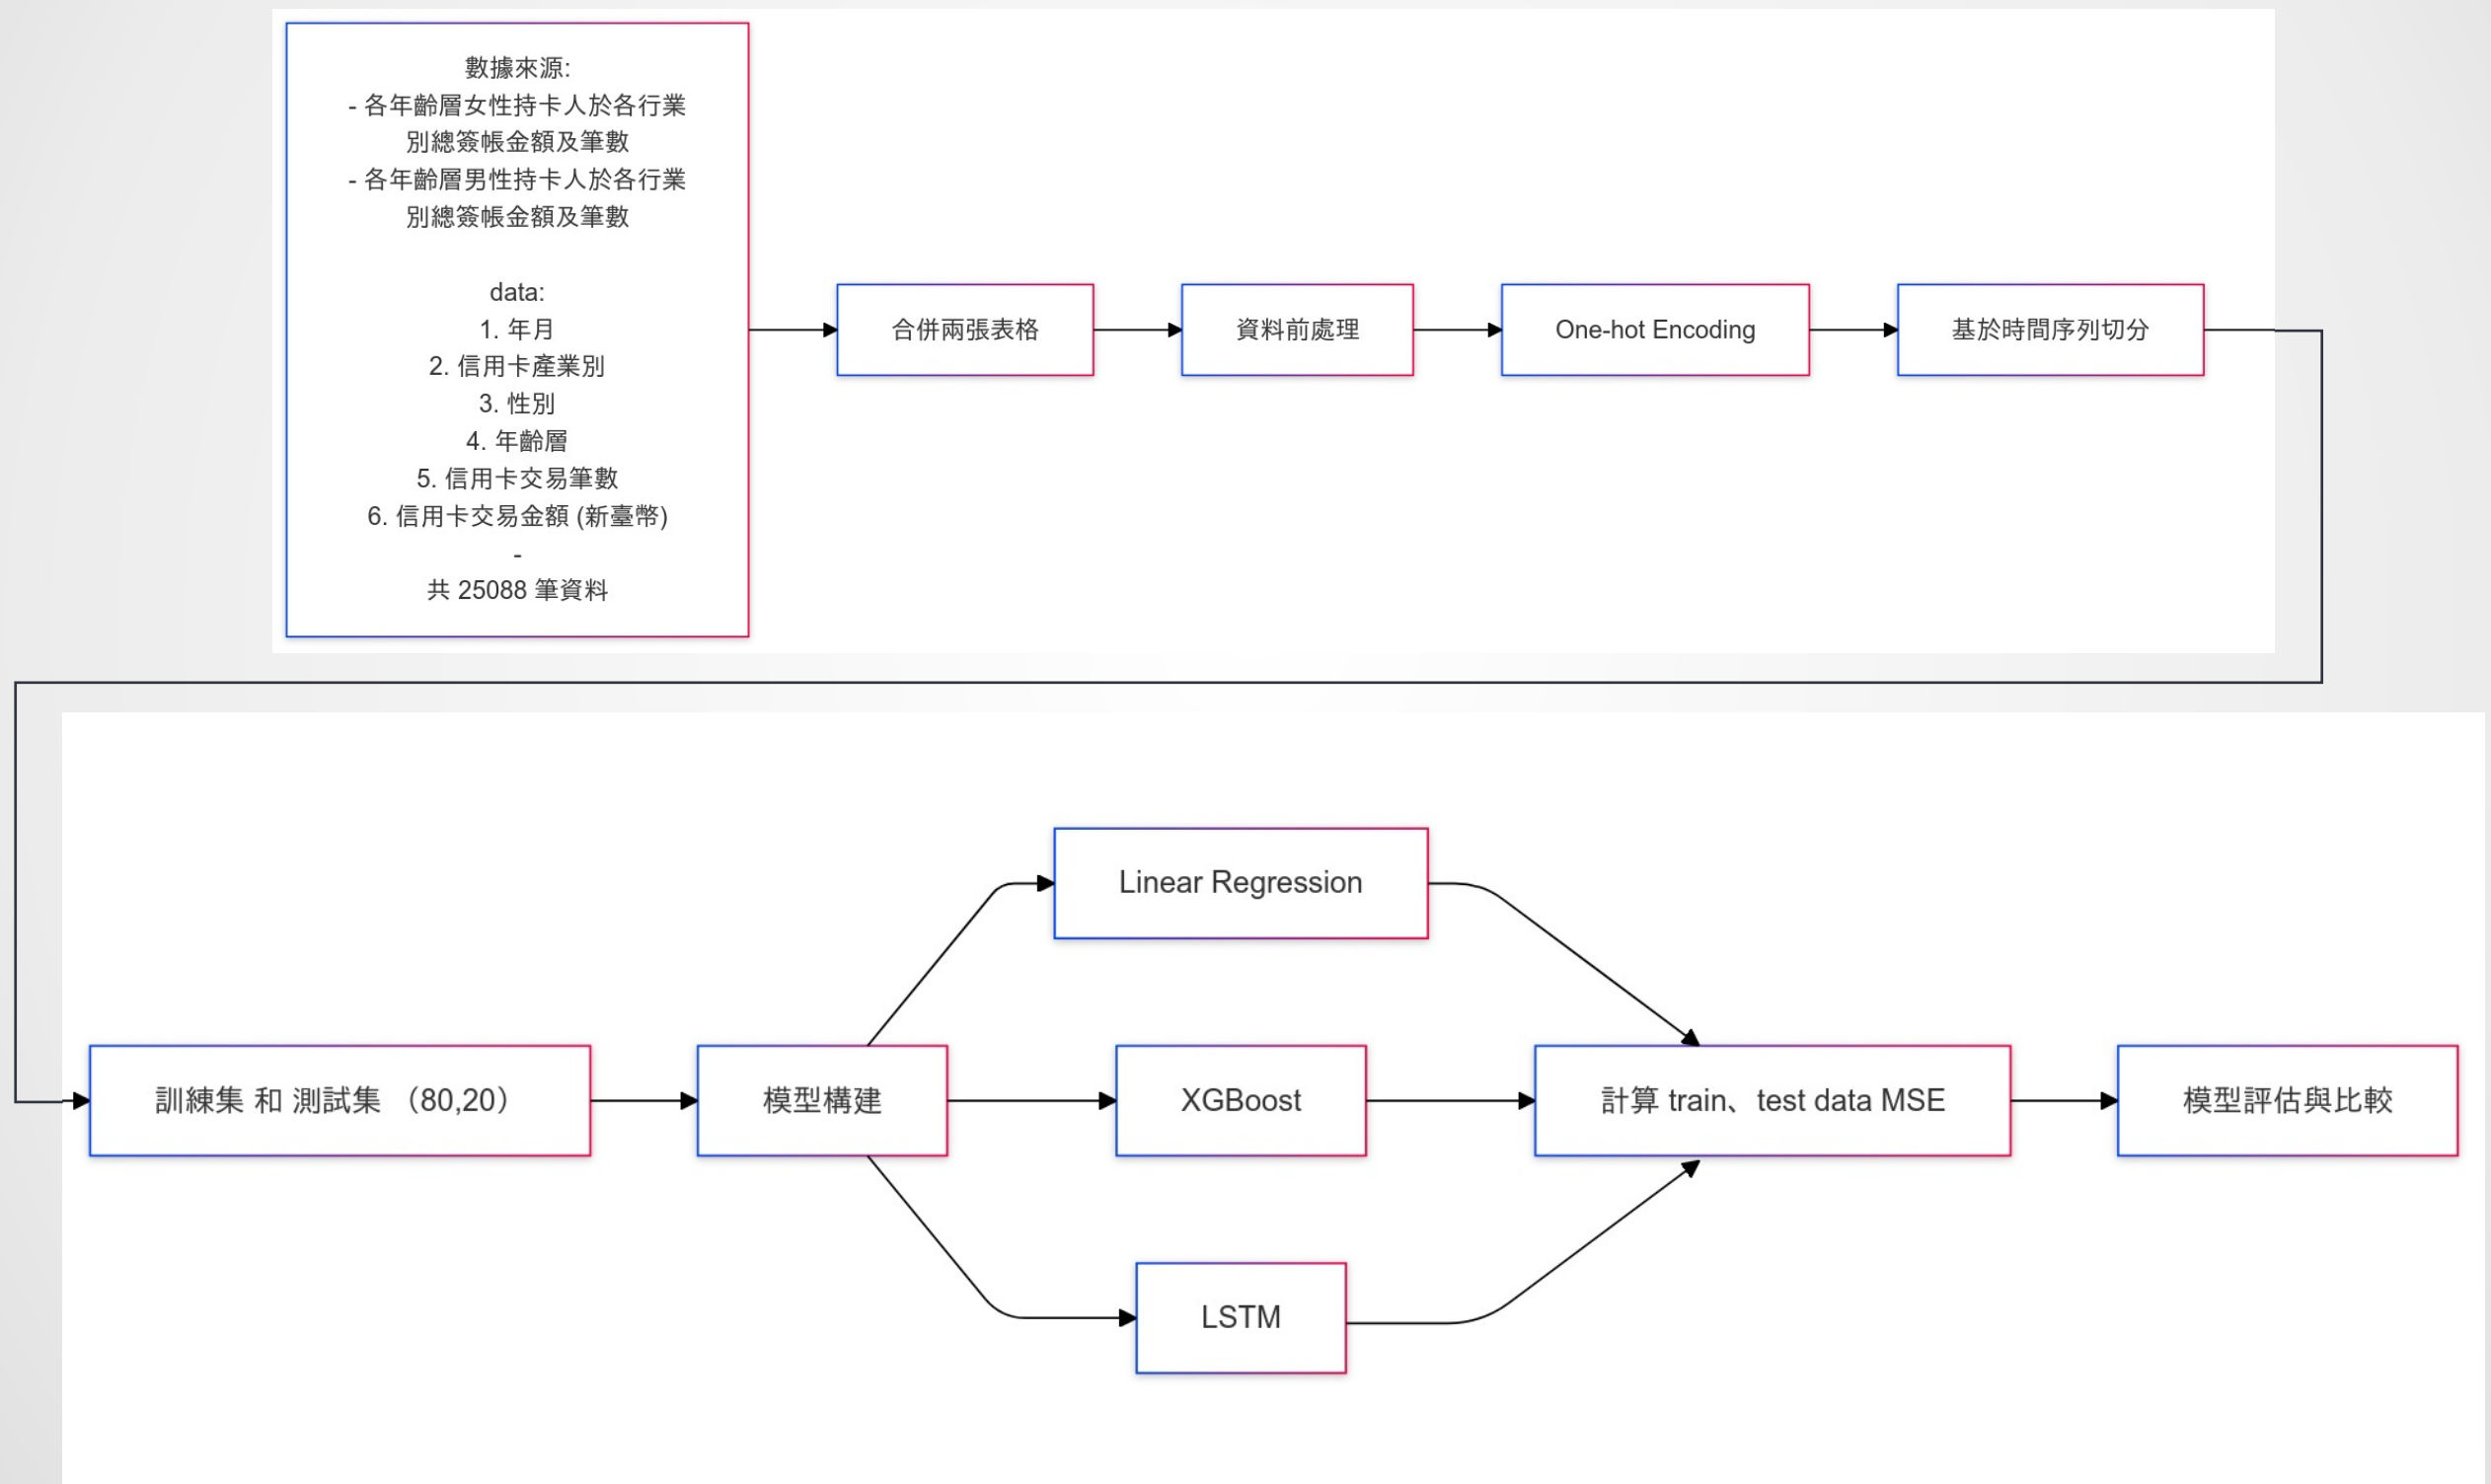 數據來源:
- 各年齡層女性持卡人於各行業
別總簽帳金額及筆數
- 各年齡層男性持卡人於各行業
別總簽帳金額及筆數
data:
1. 年月
2. 信用卡產業別
3. 性別
4. 年齡層
5. 信用卡交易筆數
6. 信用卡交易金額 (新臺幣)
-
共 25088 筆資料
合併兩張表格
資料前處理
One-hot Encoding
基於時間序列切分
訓練集 和 測試集 （80,20）
模型構建
Linear Regression
XGBoost
LSTM
計算 train、test data MSE
模型評估與比較